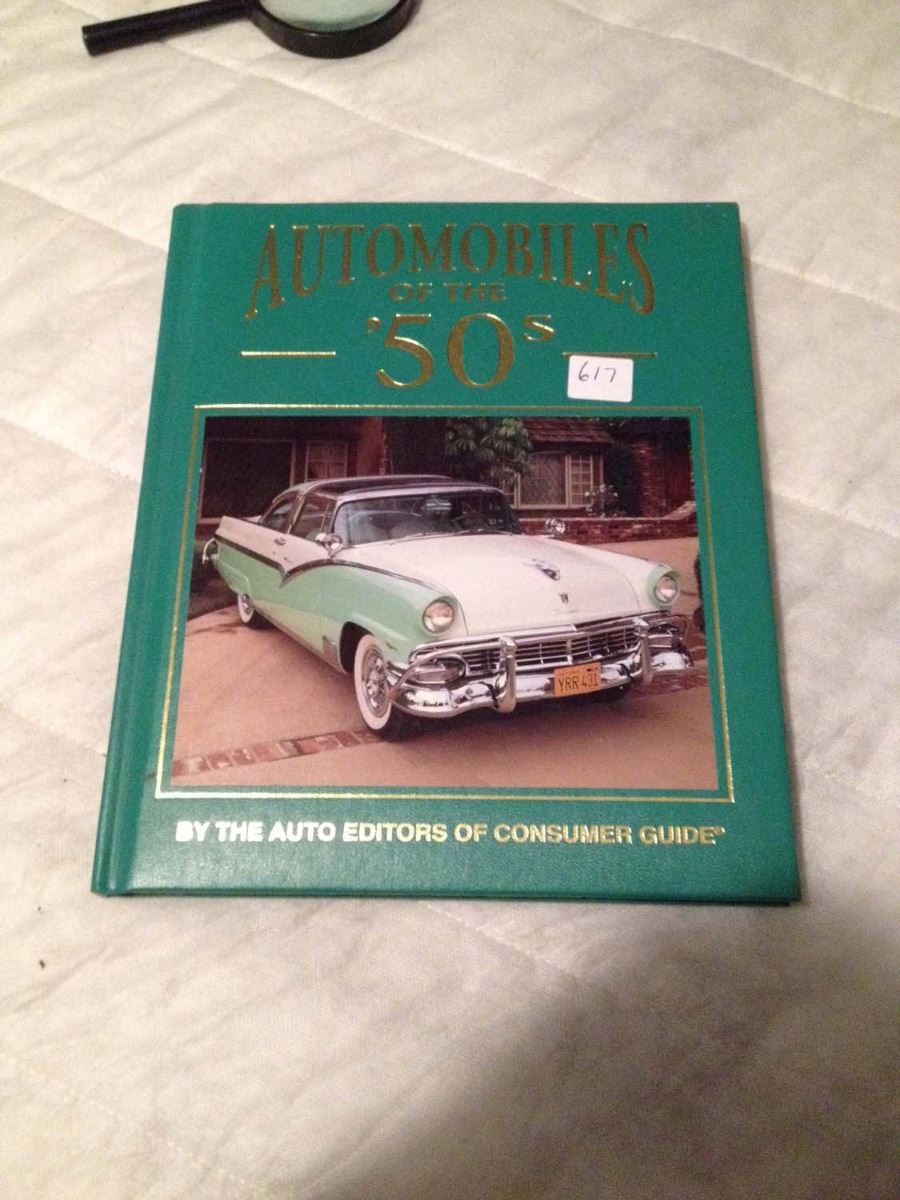 AUTOMOBILES
OF THE
'50s
617
YRR 431
BY THE AUTO EDITORS OF CONSUMER GUIDE®